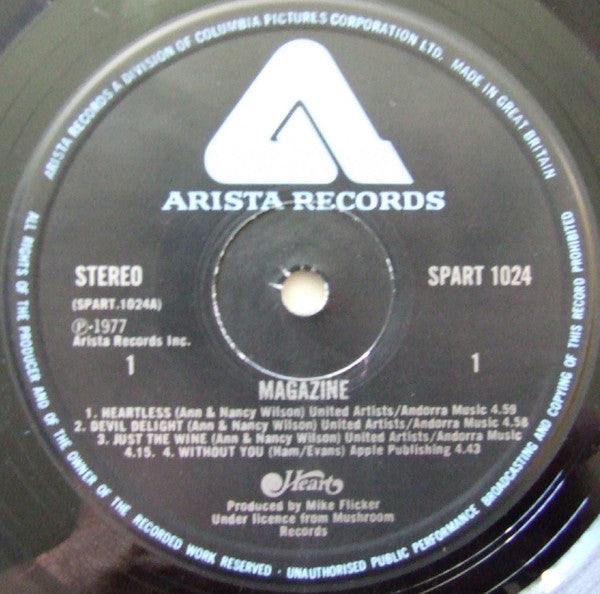 ARISTA RECORDS A DIVISION OF COLUMBIA PICTURES CORPORATION LTD. MADE IN GREAT BRITAIN
ARISTA RECORDS
STEREO
SPART 1024
(SPART.1024A)
Ⓟ-1977
Arista Records Inc.
1
1
MAGAZINE
1. HEARTLESS (Ann & Nancy Wilson) United Artists/Andorra Music 4.59
2. DEVIL DELIGHT (Ann & Nancy Wilson) United Artists/Andorra Music 4.58
3. JUST THE WINE (Ann & Nancy Wilson) United Artists/Andorra Music
4.15. 4. WITHOUT YOU (Ham/Evans) Apple Publishing 4.43
Heart
Produced by Mike Flicker
Under licence from Mushroom
Records
ALL RIGHTS OF THE PRODUCER AND OF THE OWNER OF THE RECORDED WORK RESERVED · UNAUTHORISED PUBLIC PERFORMANCE BROADCASTING AND COPYING OF THIS RECORD PROHIBITED